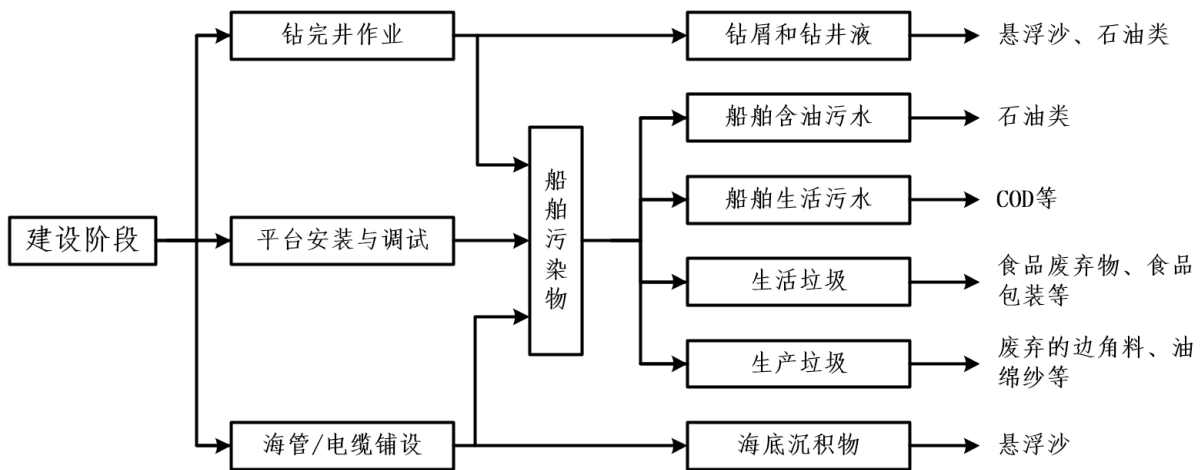 钻完井作业
钻屑和钻井液
悬浮沙、石油类
船舶含油污水
石油类
船舶污染物
船舶生活污水
COD等
建设阶段
平台安装与调试
生活垃圾
食品废弃物、食品
包装等
生产垃圾
废弃的边角料、油
绵纱等
海管/电缆铺设
海底沉积物
悬浮沙